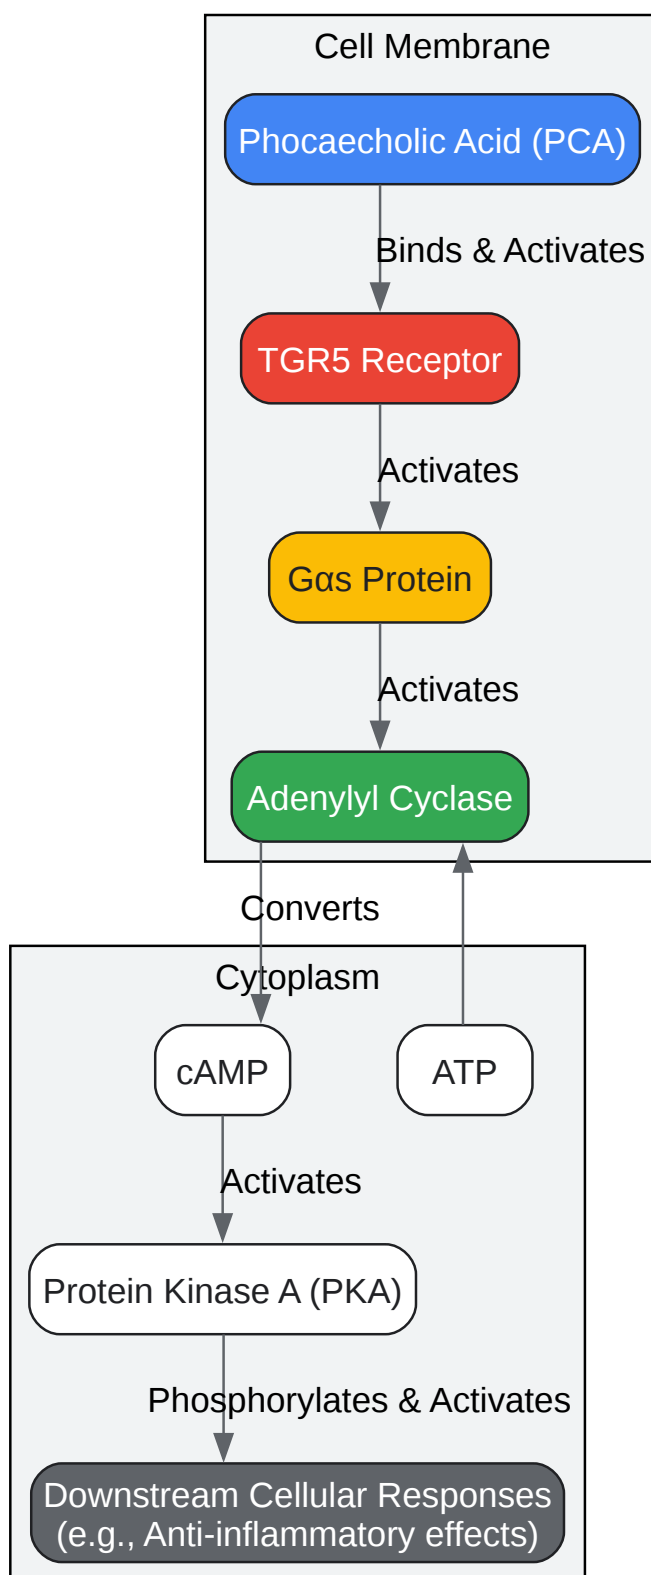 Cell Membrane
Phocaecholic Acid (PCA)
Binds & Activates
TGR5 Receptor
Activates
Gαs Protein
Activates
Adenylyl Cyclase
Converts
Cytoplasm
cAMP
ATP
Activates
Protein Kinase A (PKA)
Phosphorylates & Activates
Downstream Cellular Responses
(e.g., Anti-inflammatory effects)